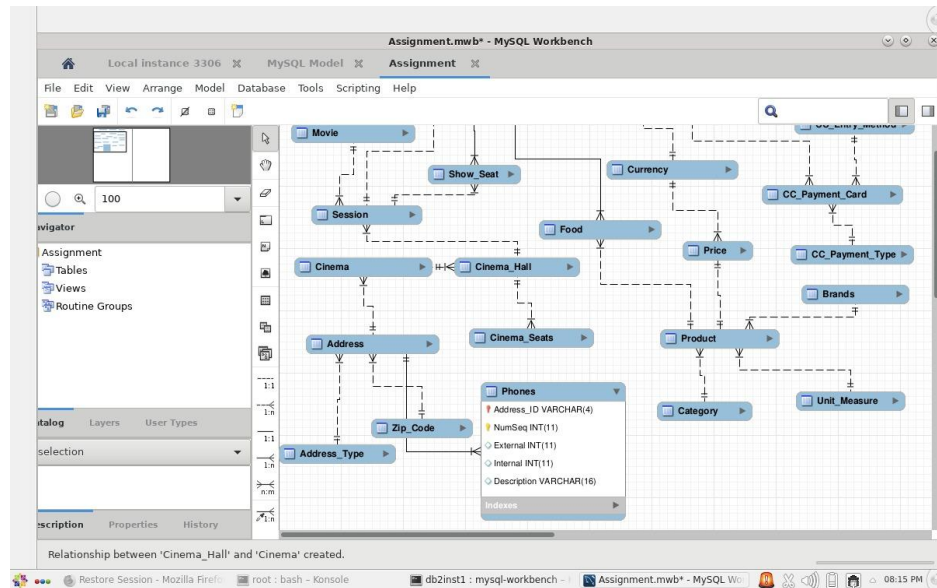 Assignment.mwb* - MySQL Workbench
Local instance 3306
MySQL Model
Assignment
File Edit View Arrange Model Database Tools Scripting Help
100
avigator
Assignment
Tables
Views
Routine Groups
atalog Layers User Types
selection
escription Properties History
1:1
1:n
1:1
1:n
n:m
1:n
Movie
Show_Seat
Session
Cinema
Cinema_Hall
Cinema_Seats
Address
Zip_Code
Address_Type
Phones
Address_ID VARCHAR(4)
NumSeq INT(11)
External INT(11)
Internal INT(11)
Description VARCHAR(16)
Indexes
CC_Entry_Method
Currency
CC_Payment_Card
Food
Price
CC_Payment_Type
Brands
Product
Category
Unit_Measure
Relationship between 'Cinema_Hall' and 'Cinema' created.
Restore Session - Mozilla Firefo
root : bash - Konsole
db2inst1 : mysql-workbench –
Assignment.mwb* - MySQL Wo
08:15 PM